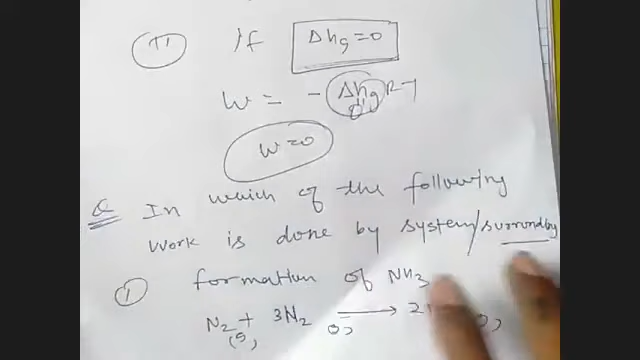 (ii) If Δng = 0
W = - Δng RT
0
W = 0
Q In which of the following
Work is done by system/surrounding
① formation of NH3
N2 + 3N2 → 2
(g) (g) (g)